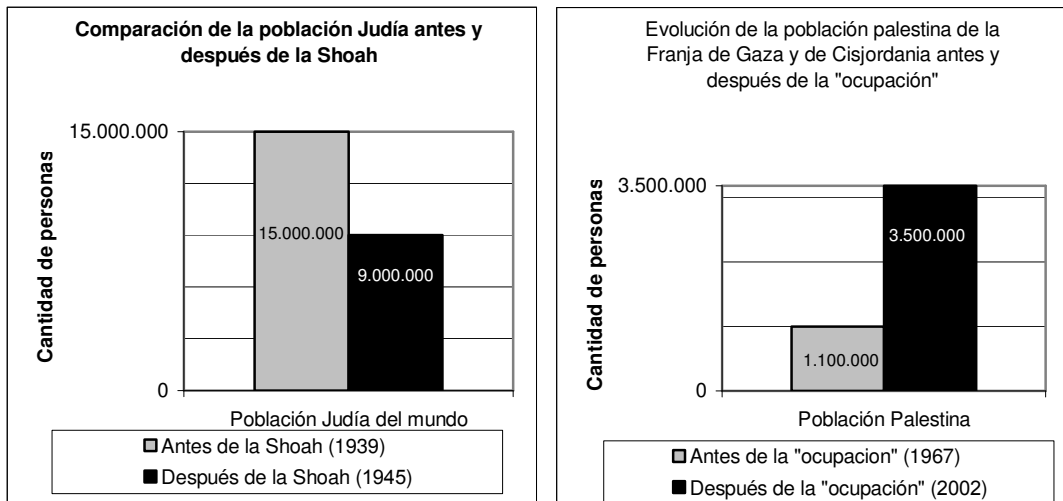 Comparación de la población Judía antes y
después de la Shoah
15.000.000
15.000.000
9.000.000
0
Cantidad de personas
Población Judía del mundo
Antes de la Shoah (1939)
Después de la Shoah (1945)
Evolución de la población palestina de la
Franja de Gaza y de Cisjordania antes y
después de la "ocupación"
3.500.000
3.500.000
1.100.000
0
Cantidad de personas
Población Palestina
Antes de la "ocupacion" (1967)
Después de la "ocupación" (2002)